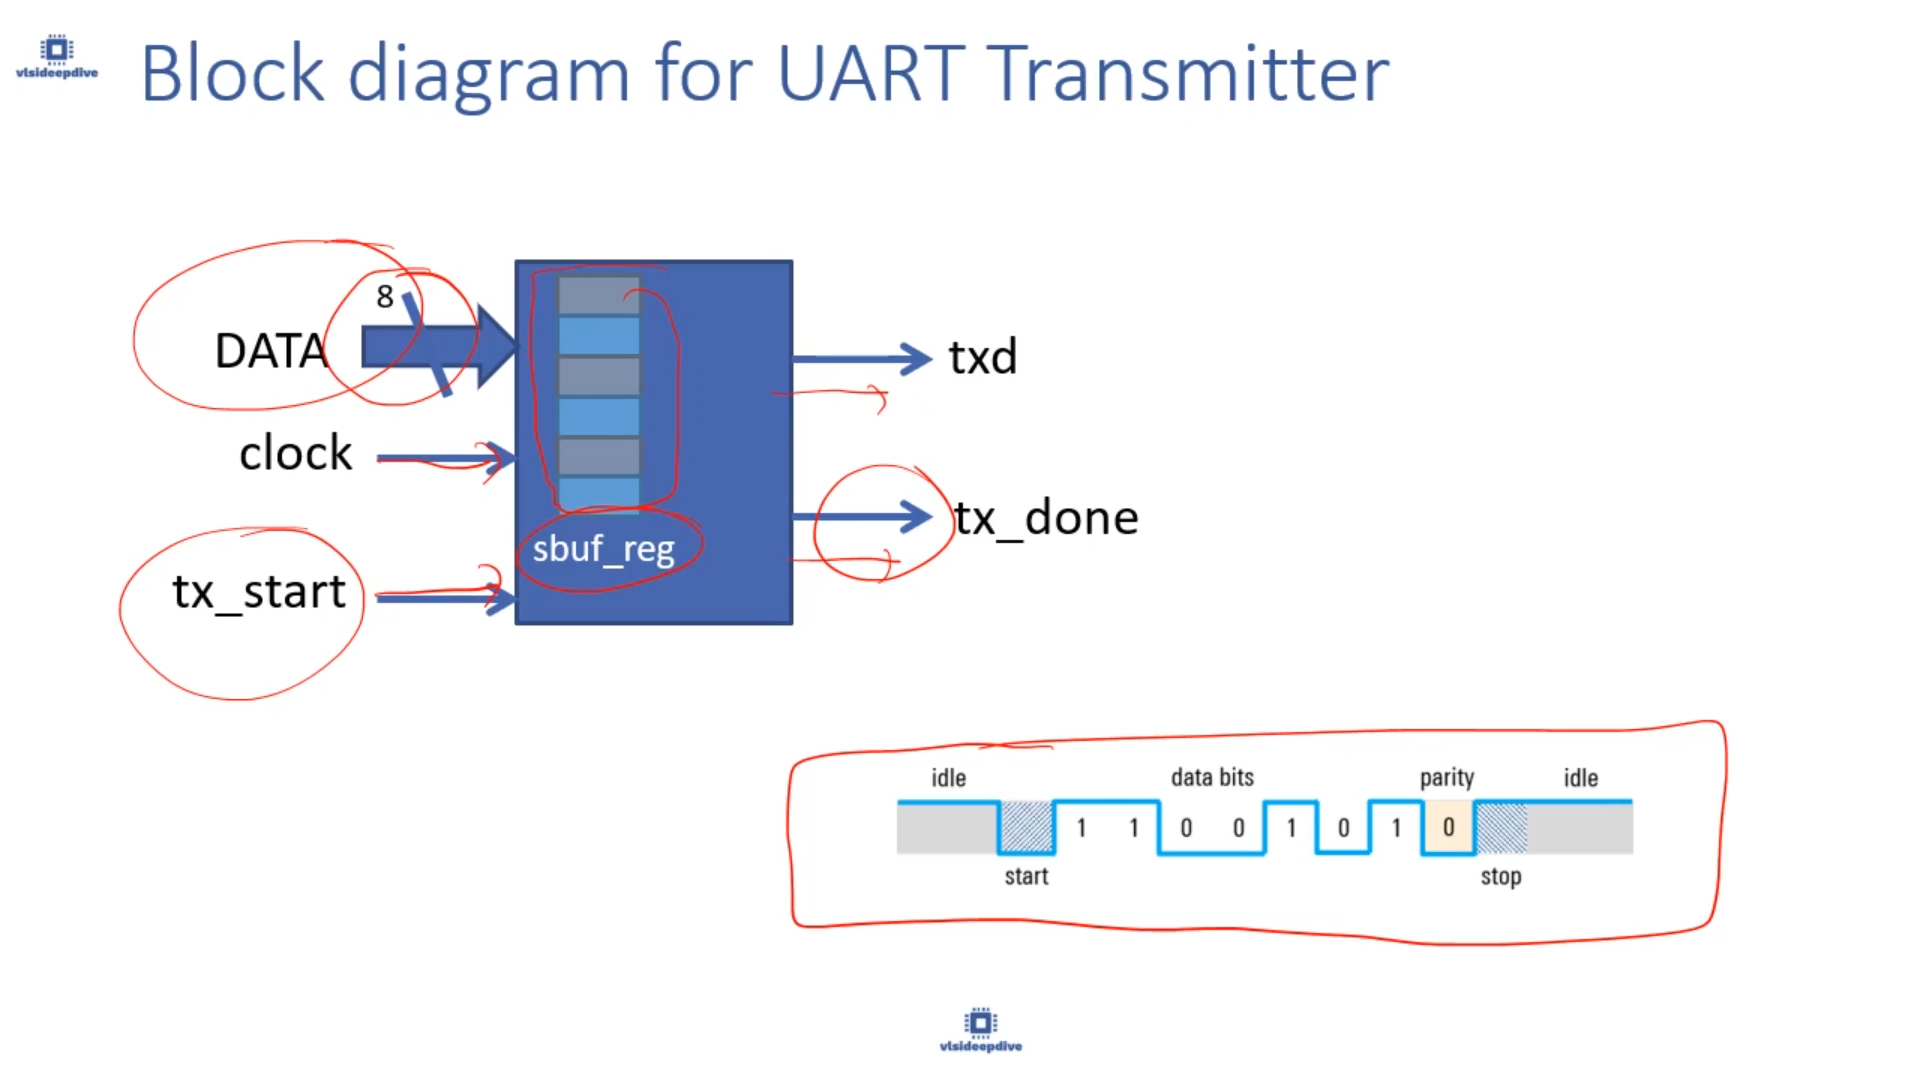 vlsideepdive
Block diagram for UART Transmitter
8
DATA
txd
clock
tx_done
sbuf_reg
tx_start
idle data bits parity idle
1 1 0 0 1 0 1 0
start stop
vlsideepdive